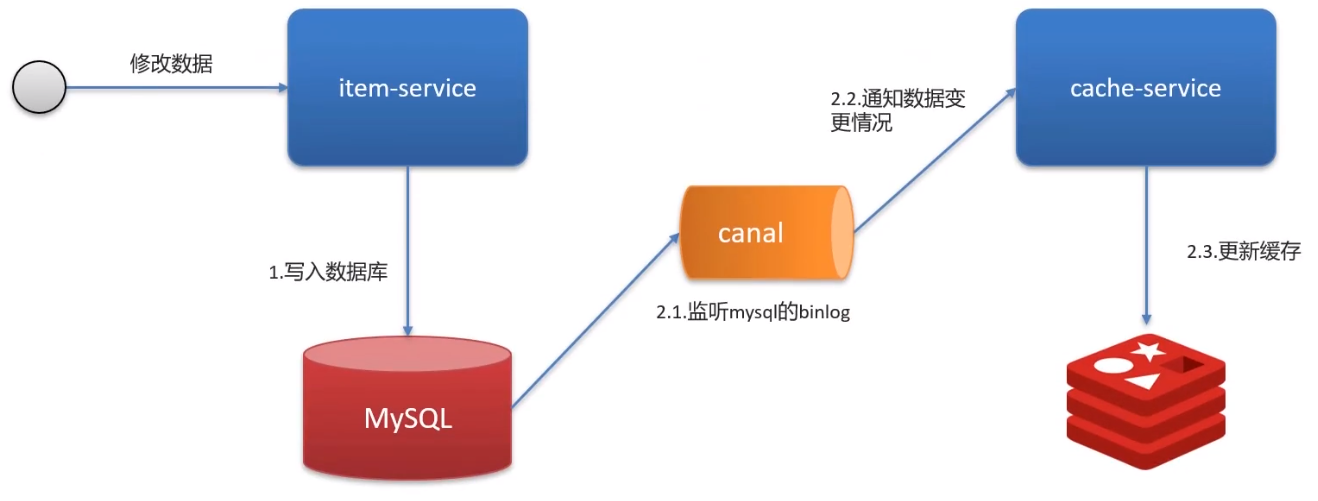 修改数据
item-service
cache-service
2.2.通知数据变
更情况
canal
1.写入数据库
2.3.更新缓存
2.1.监听mysql的binlog
MySQL